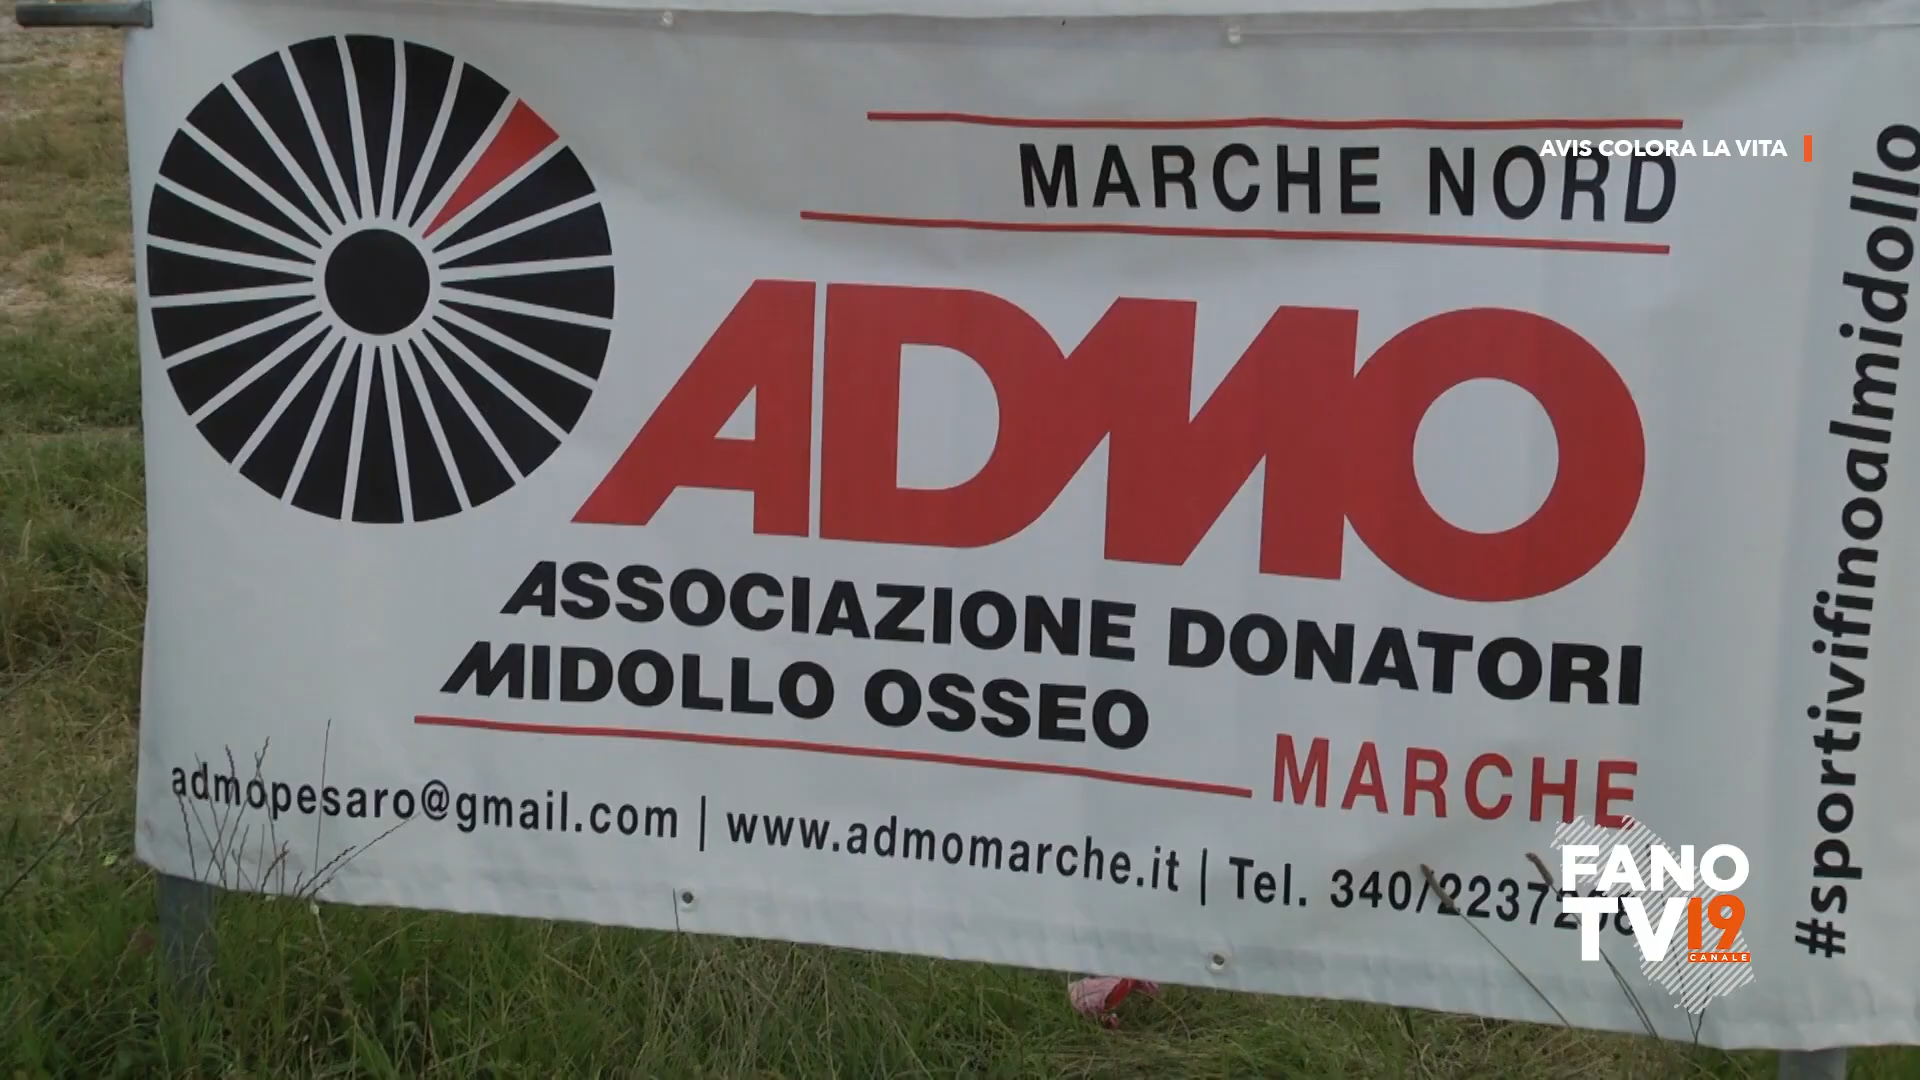 MARCHE NORD
AVIS COLORA LA VITA
ADMO
ASSOCIAZIONE DONATORI
MIDOLLO OSSEO
MARCHE
admopesaro@gmail.com | www.admomarche.it | Tel.
#sportivifinoalmidollo
FANO
TV19
CANALE